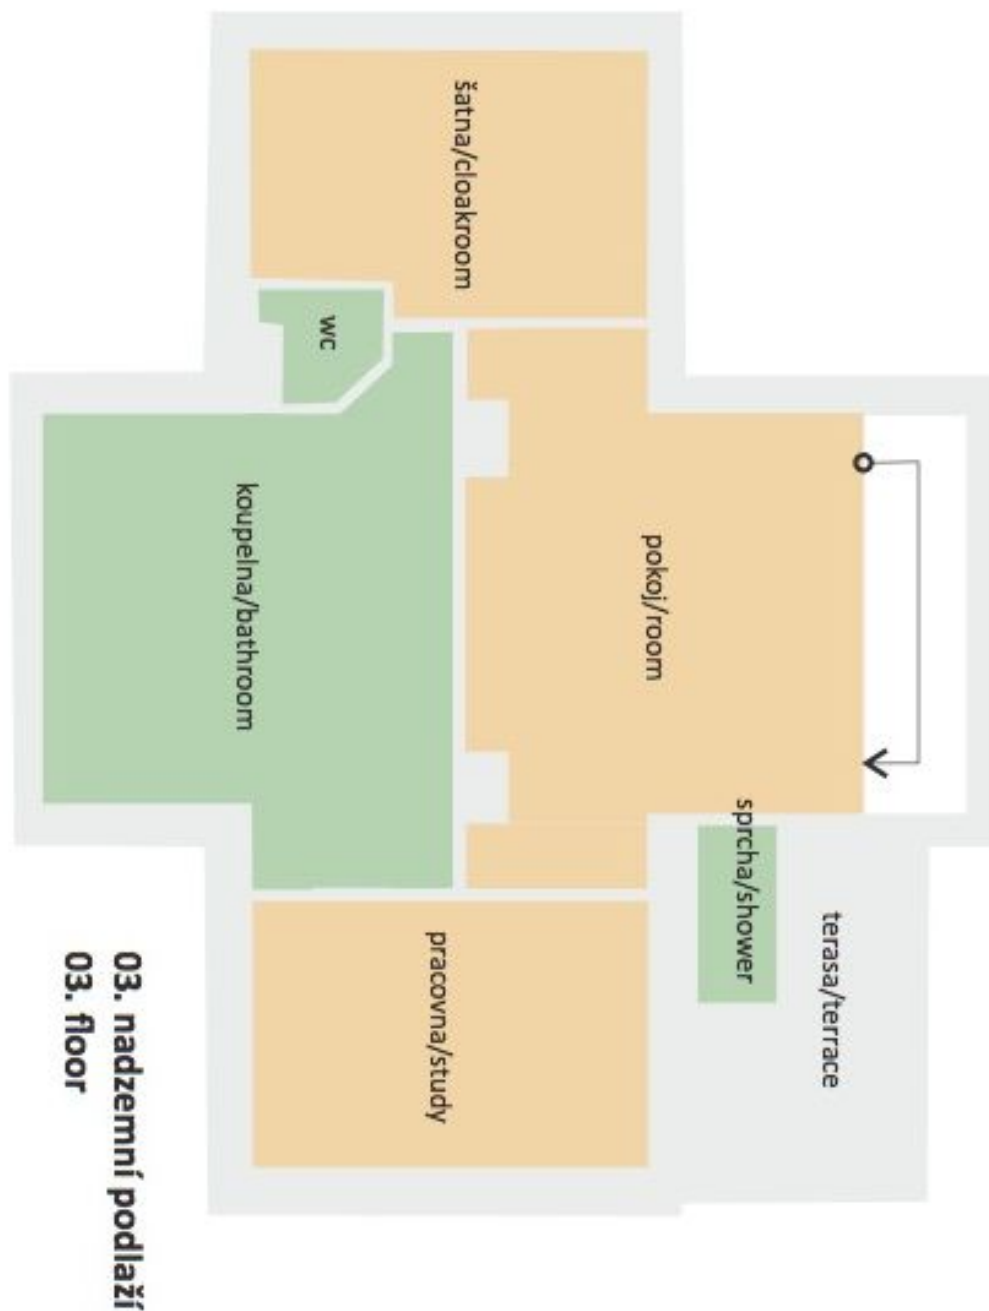 šatna/cloakroom
wc
koupelna/bathroom
pokoj/room
sprcha/shower
terasa/terrace
pracovna/study
03. nadzemní podlaží
03. floor